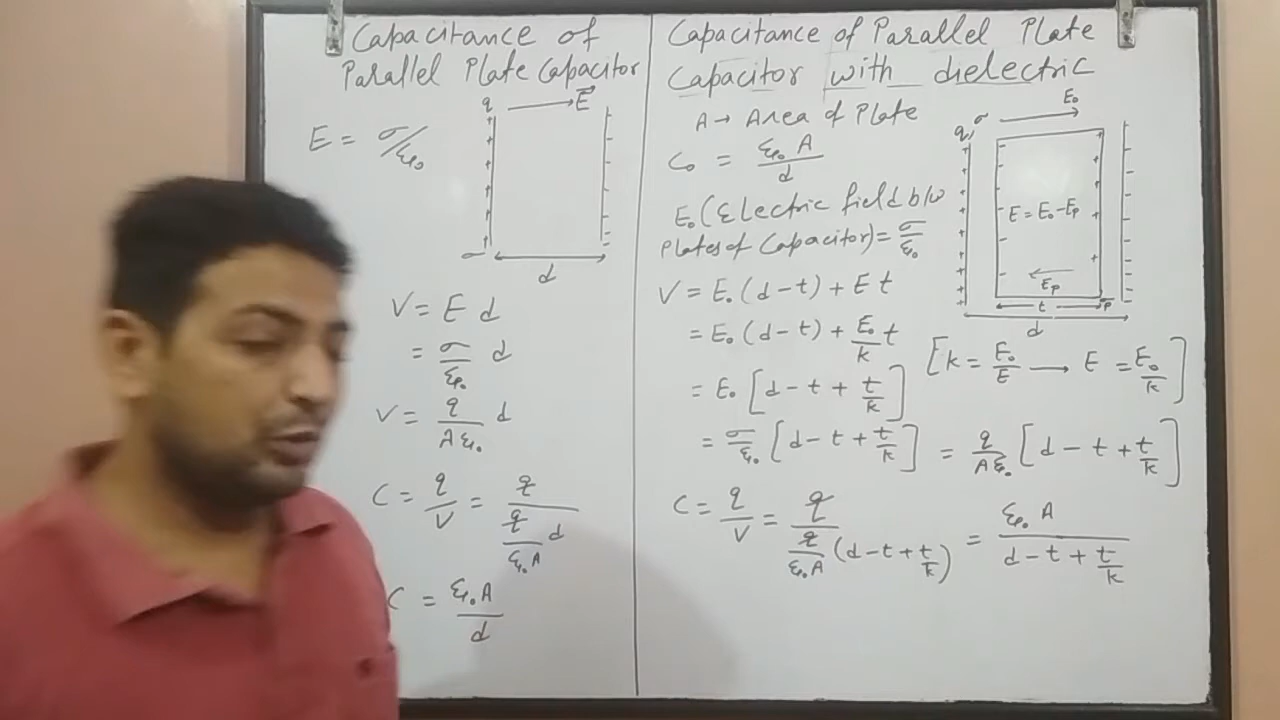 Capacitance of
Parallel Plate Capacitor
q E⃗
E = σ/ε₀
+ + + + + + +
- - - - - - -
σ
d
V = E d
= σ/ε₀ d
V = q/Aε₀ d
C = q/V = q/(q/ε₀A d)
C = ε₀A/d
Capacitance of Parallel Plate
Capacitor with dielectric
A → Area of Plate
C₀ = ε₀ A/d
E₀ (Electric field b/w
Plates of Capacitor) = σ/ε₀
E₀
q, σ
E = E₀ - Ep
Ep
t P⃗
d
V = E₀ (d - t) + E t
= E₀ (d - t) + E₀/k t
[k = E₀/E → E = E₀/k]
= E₀ [d - t + t/k]
= σ/ε₀ [d - t + t/k] = q/Aε₀ [d - t + t/k]
C = q/V = q/(q/ε₀A (d - t + t/k)) = ε₀ A/(d - t + t/k)